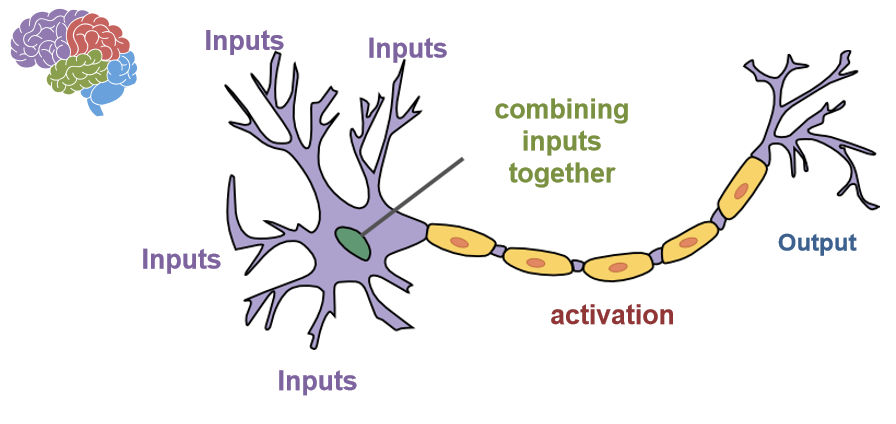 Inputs
Inputs
combining
inputs
together
Output
Inputs
activation
Inputs